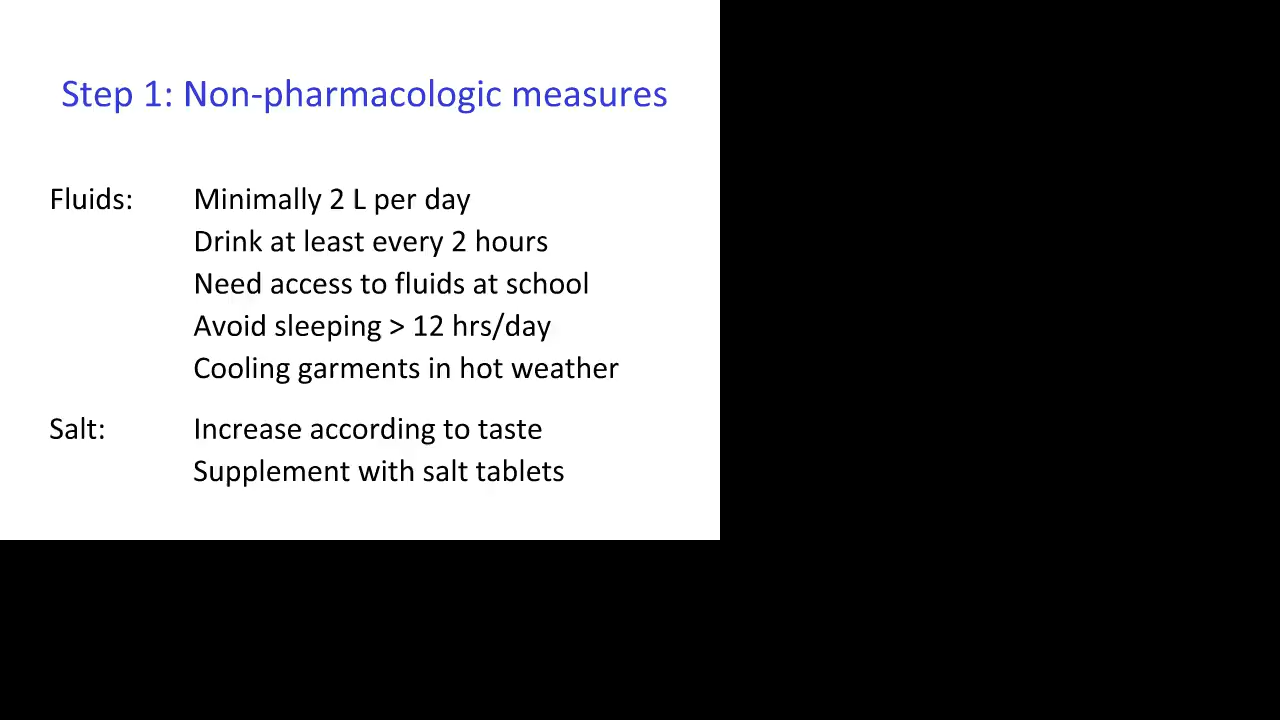 Step 1: Non-pharmacologic measures
Fluids: Minimally 2 L per day
Drink at least every 2 hours
Need access to fluids at school
Avoid sleeping > 12 hrs/day
Cooling garments in hot weather
Salt: Increase according to taste
Supplement with salt tablets